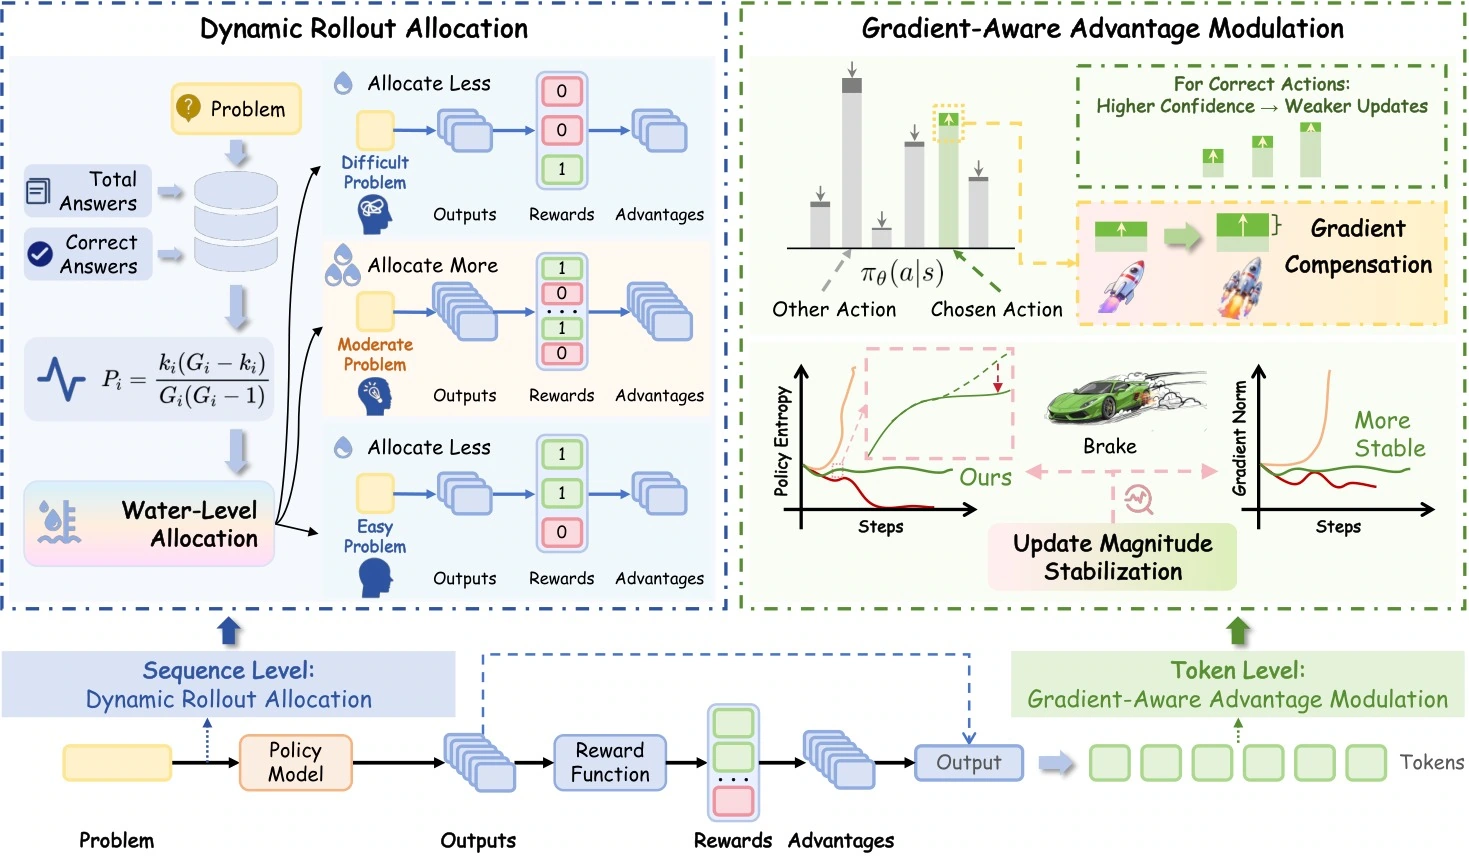 Dynamic Rollout Allocation
Problem
Total
Answers
Correct
Answers
P_i = k_i(G_i − k_i) / G_i(G_i − 1)
Water-Level
Allocation
Allocate Less
Difficult
Problem
Outputs
0
0
1
Rewards
Advantages
Allocate More
Moderate
Problem
Outputs
1
0
...
1
0
Rewards
Advantages
Allocate Less
Easy
Problem
Outputs
1
1
0
Rewards
Advantages
Gradient-Aware Advantage Modulation
π_θ(a|s)
Other Action
Chosen Action
For Correct Actions:
Higher Confidence → Weaker Updates
Gradient
Compensation
Policy Entropy
Steps
Ours
Brake
Gradient Norm
Steps
More
Stable
Update Magnitude
Stabilization
Sequence Level:
Dynamic Rollout Allocation
Token Level:
Gradient-Aware Advantage Modulation
Problem
Policy
Model
Outputs
Reward
Function
...
Rewards
Advantages
Output
Tokens